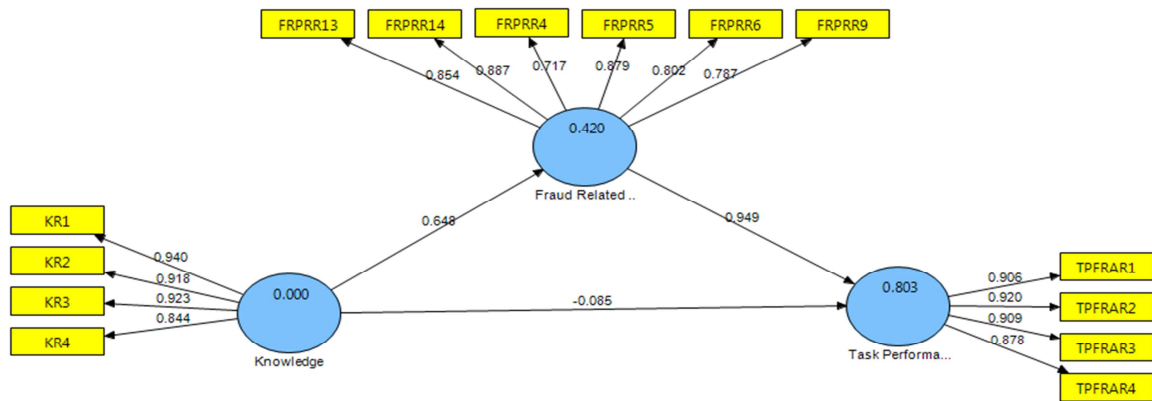 FRPRR13 FRPRR14 FRPRR4 FRPRR5 FRPRR6 FRPRR9
0.854 0.887 0.717 0.879 0.802 0.787
0.420
Fraud Related ..
0.648 0.949
KR1
KR2
KR3
KR4
0.940
0.918
0.923
0.844
0.000
Knowledge
-0.085
0.803
Task Performa...
0.906
0.920
0.909
0.878
TPFRAR1
TPFRAR2
TPFRAR3
TPFRAR4